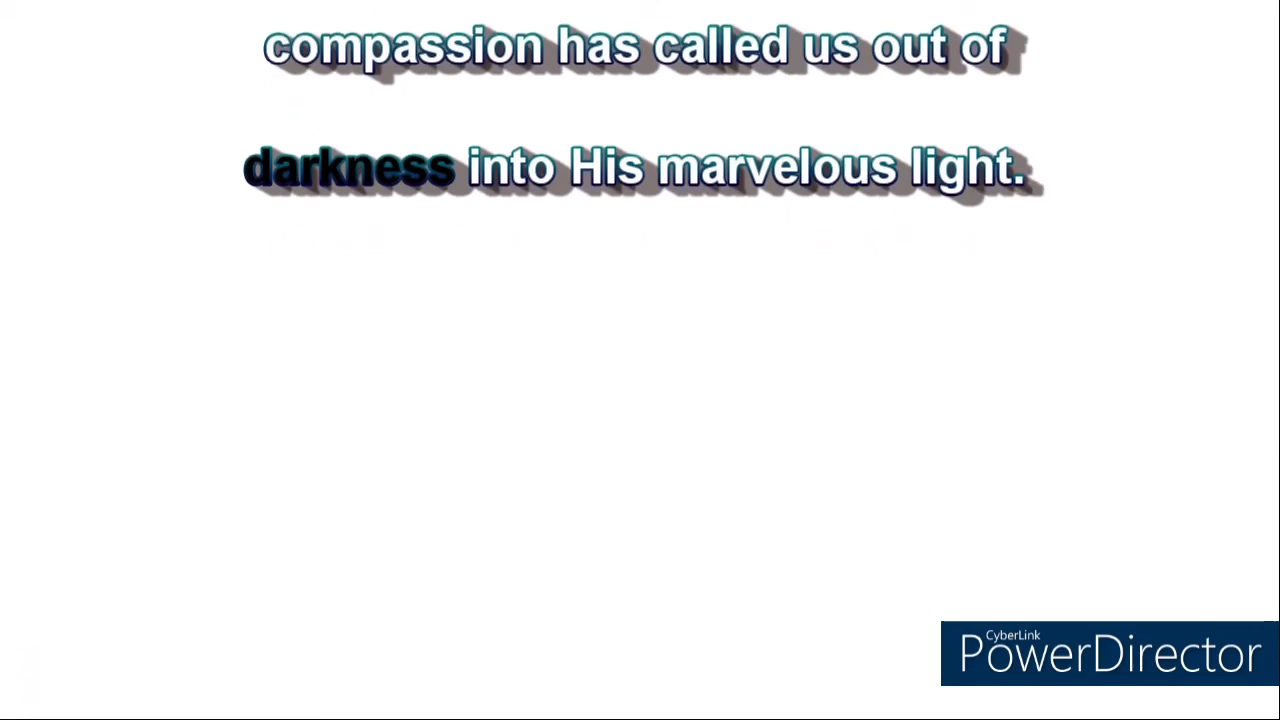 compassion has called us out of
darkness into His marvelous light.
CyberLink
PowerDirector